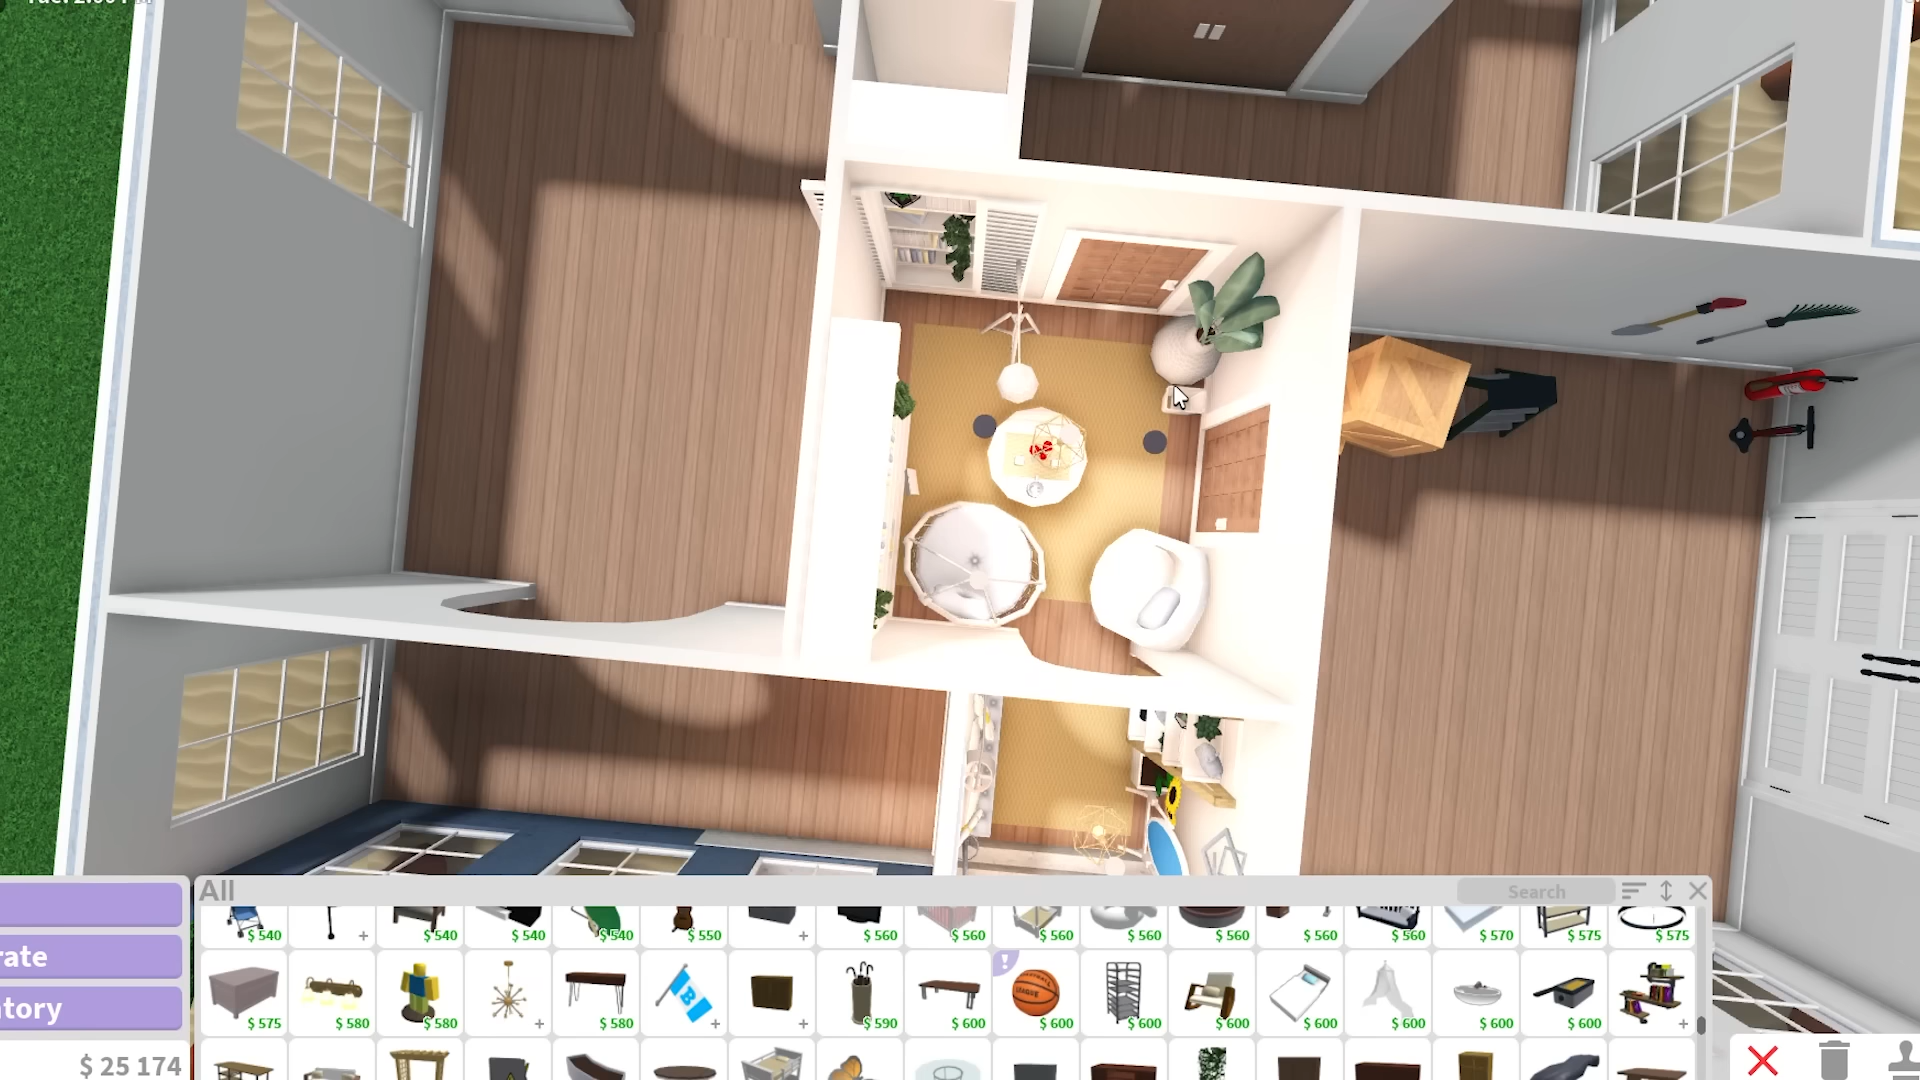 All
Search
$ 540 + $ 540 $ 540 $ 540 $ 550 + $ 560 $ 560 $ 560 $ 560 $ 560 $ 560 $ 560 $ 570 $ 575 $ 575
rate
! LEAGUE
B
$ 575 $ 580 $ 580 + $ 580 + + $ 590 $ 600 $ 600 $ 600 $ 600 $ 600 $ 600 $ 600 $ 600 +
tory
$ 25 174